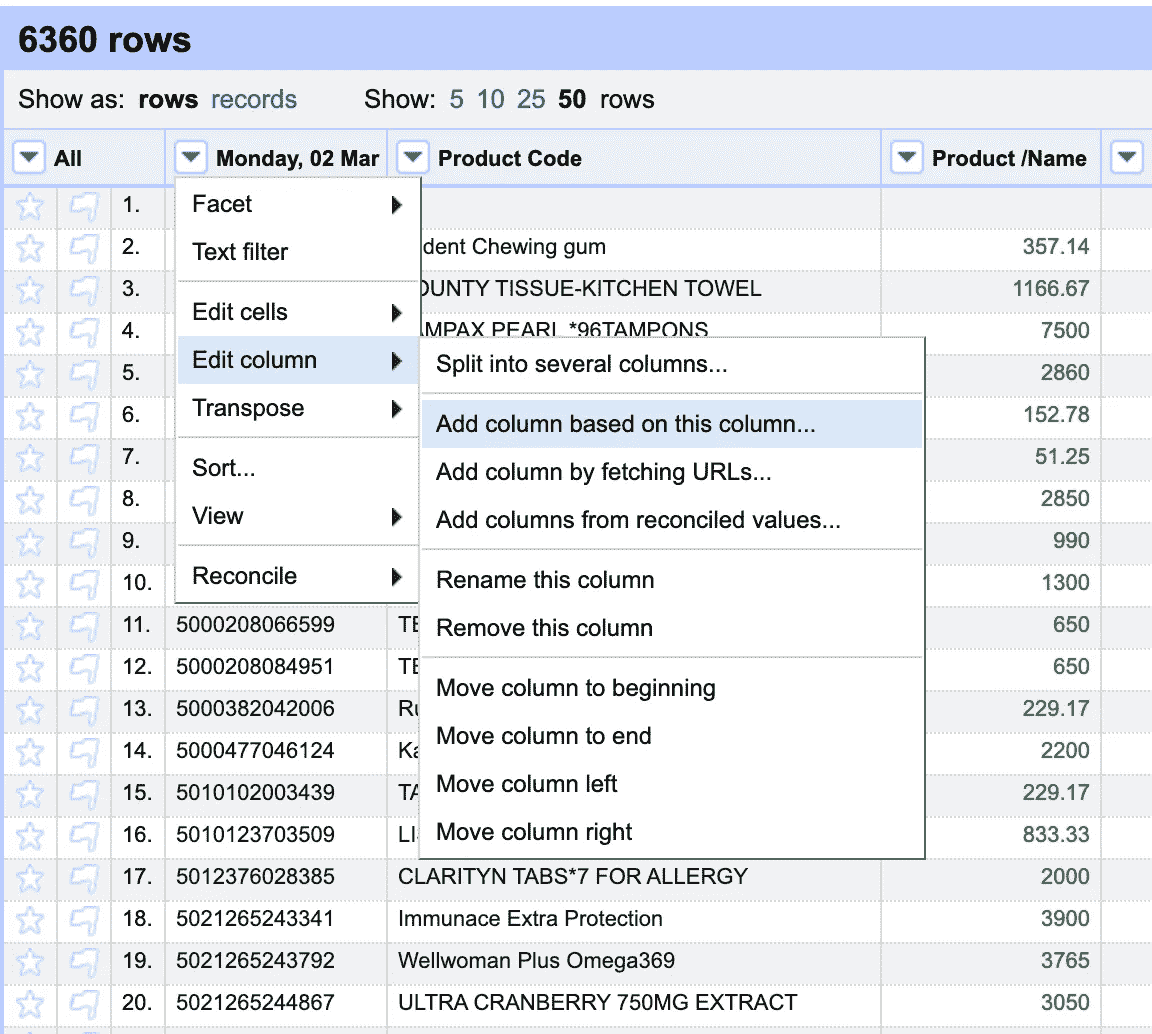 6360 rows
Show as: rows records Show: 5 10 25 50 rows
All Monday, 02 Mar Product Code Product /Name
1.
2. dent Chewing gum 357.14
3. OUNTY TISSUE-KITCHEN TOWEL 1166.67
4. AMPAX PEARL *96TAMPONS 7500
5. 2860
6. 152.78
7. 51.25
8. 2850
9. 990
10. 1300
11. 5000208066599 TE 650
12. 5000208084951 TE 650
13. 5000382042006 Ru 229.17
14. 5000477046124 Ka 2200
15. 5010102003439 TA 229.17
16. 5010123703509 LI 833.33
17. 5012376028385 CLARITYN TABS*7 FOR ALLERGY 2000
18. 5021265243341 Immunace Extra Protection 3900
19. 5021265243792 Wellwoman Plus Omega369 3765
20. 5021265244867 ULTRA CRANBERRY 750MG EXTRACT 3050
Facet
Text filter
Edit cells
Edit column
Transpose
Sort...
View
Reconcile
Split into several columns...
Add column based on this column...
Add column by fetching URLs...
Add columns from reconciled values...
Rename this column
Remove this column
Move column to beginning
Move column to end
Move column left
Move column right